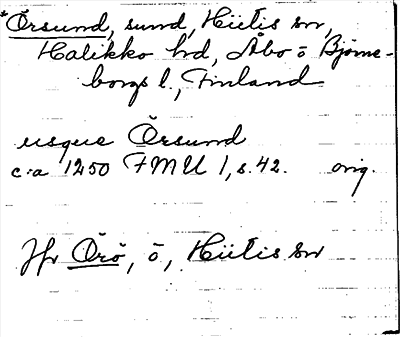 *Örsund, sund, Hiitis sn,
Halikko hd, Åbo o Björne-
borgs l., Finland
usque Örsund
c:a 1250 FMU 1, s. 42. orig.
Jfr Örö, ö, Hiitis sn